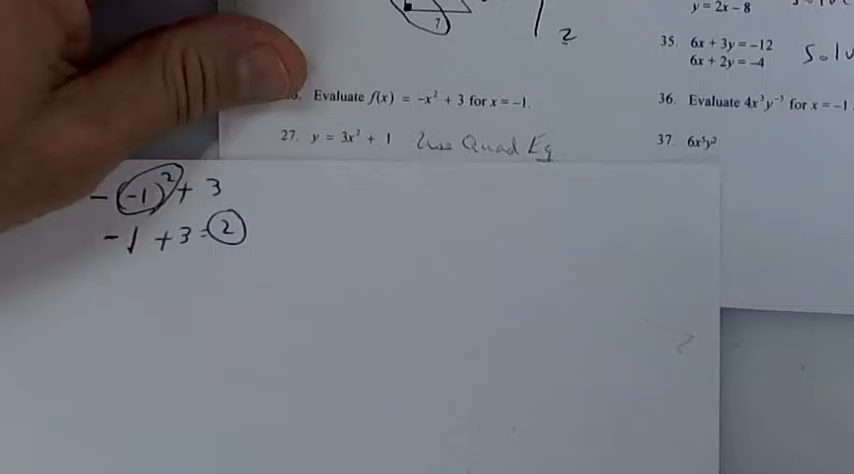 ?
2
y = 2x - 8
35. 6x + 3y = -12
6x + 2y = -4
Evaluate f(x) = -x² + 3 for x = -1.
36. Evaluate 4x³y⁻³ for x = -1
27. y = 3x² + 1 Use Quad Eq
37. 6x⁵y²
-(-1)² + 3
-1 + 3 = 2